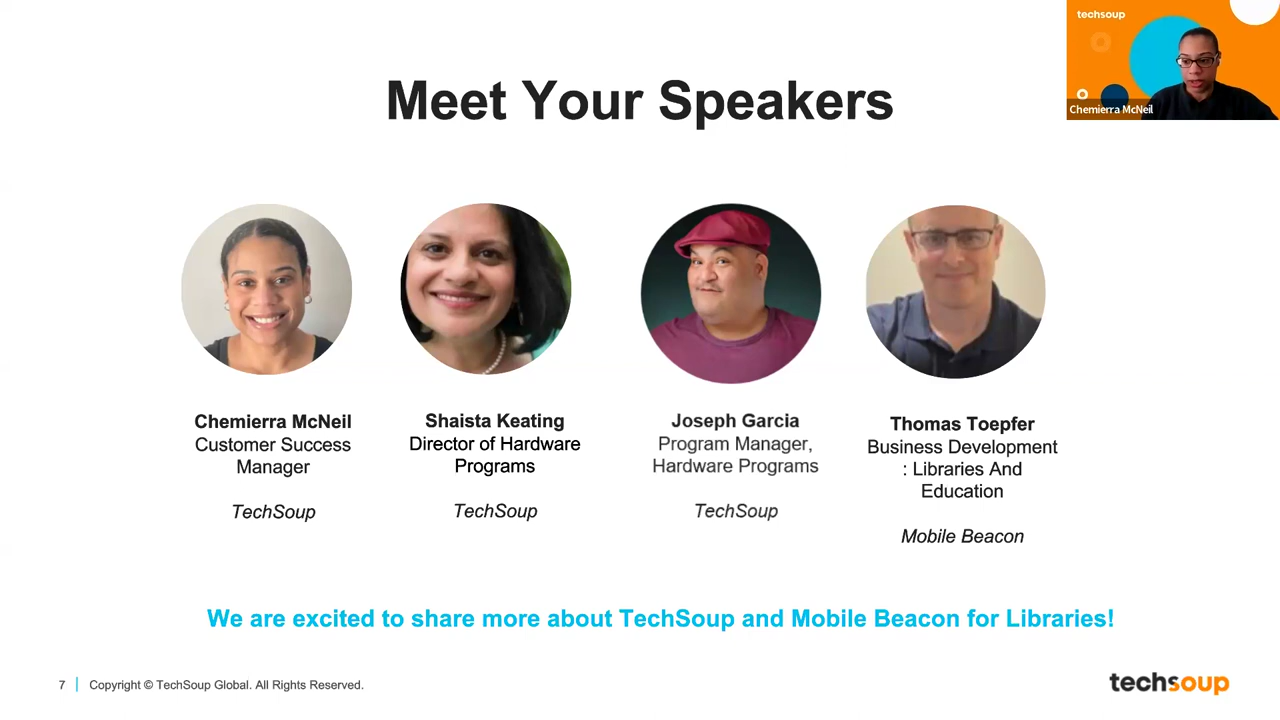 techsoup
Chemierra McNeil
Meet Your Speakers
Chemierra McNeil
Customer Success
Manager
TechSoup
Shaista Keating
Director of Hardware
Programs
TechSoup
Joseph Garcia
Program Manager,
Hardware Programs
TechSoup
Thomas Toepfer
Business Development
: Libraries And
Education
Mobile Beacon
We are excited to share more about TechSoup and Mobile Beacon for Libraries!
7 | Copyright © TechSoup Global. All Rights Reserved.
techsoup